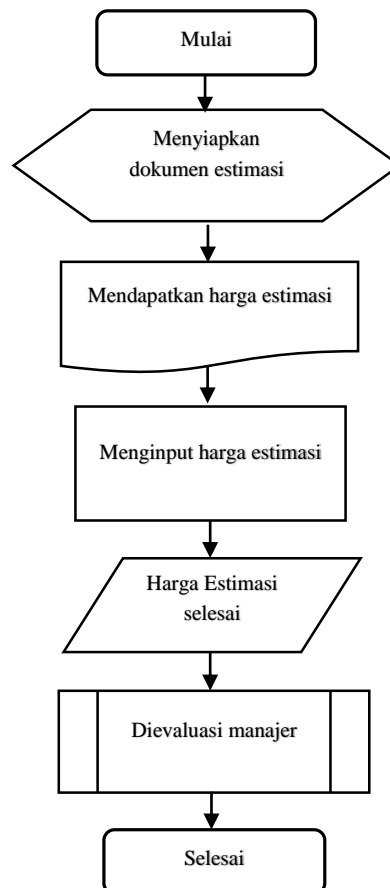 Mulai
Menyiapkan
dokumen estimasi
Mendapatkan harga estimasi
Menginput harga estimasi
Harga Estimasi
selesai
Dievaluasi manajer
Selesai